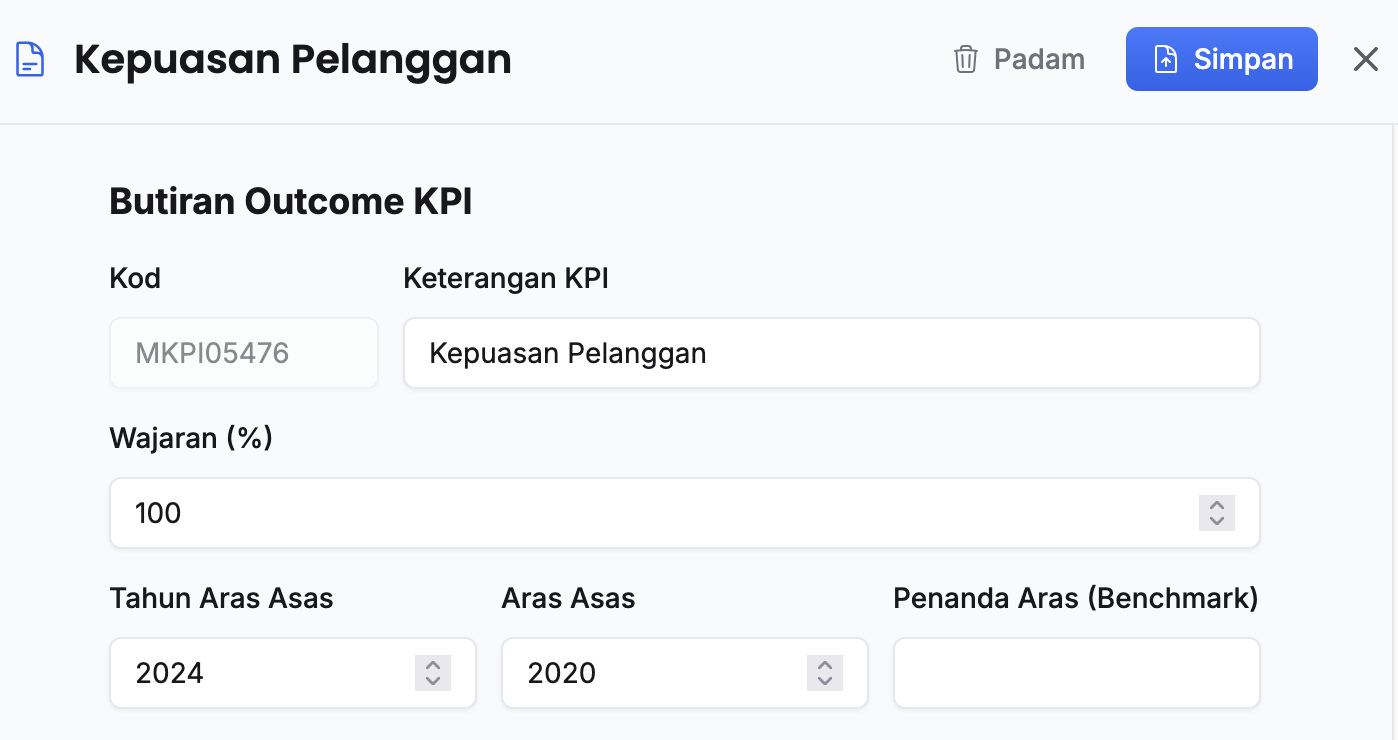 Kepuasan Pelanggan
Padam
Simpan
Butiran Outcome KPI
Kod
Keterangan KPI
MKPI05476
Kepuasan Pelanggan
Wajaran (%)
100
Tahun Aras Asas
Aras Asas
Penanda Aras (Benchmark)
2024
2020